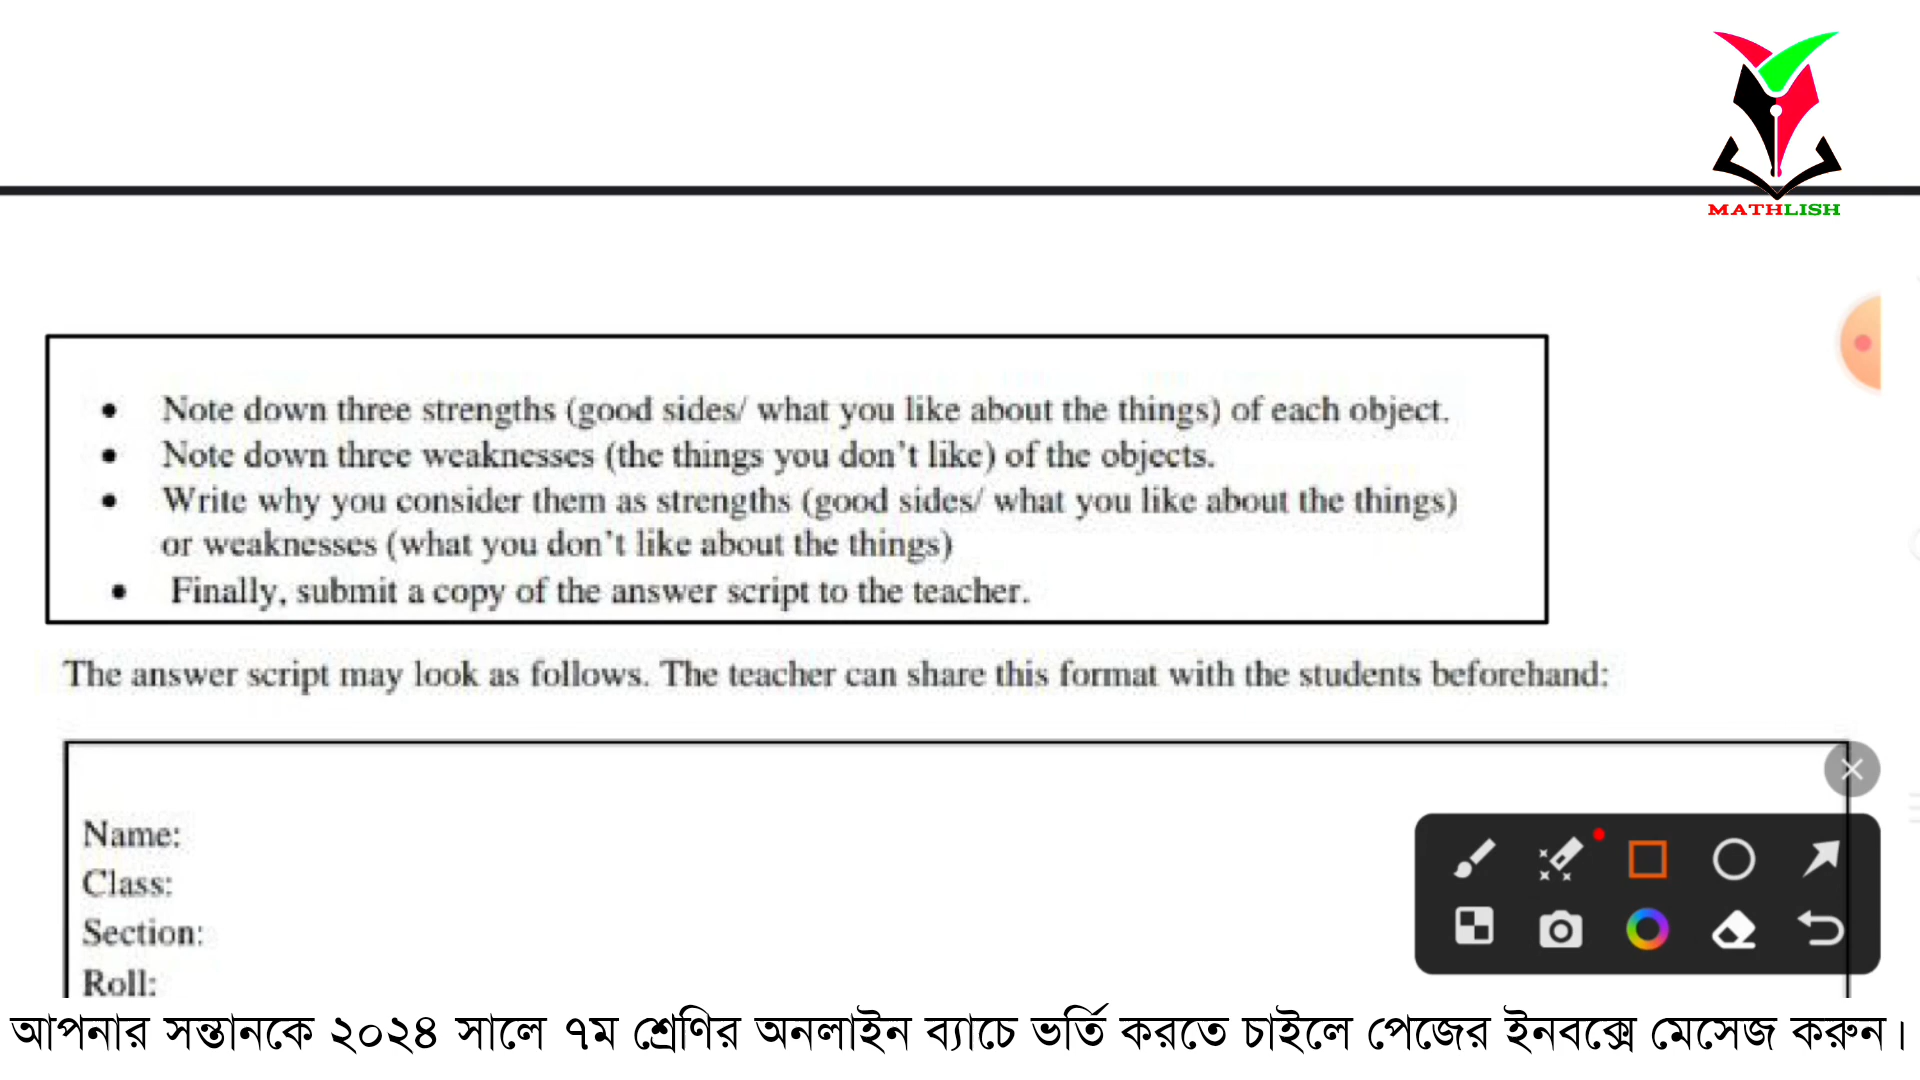 MATHLISH
• Note down three strengths (good sides/ what you like about the things) of each object.
• Note down three weaknesses (the things you don't like) of the objects.
• Write why you consider them as strengths (good sides/ what you like about the things)
or weaknesses (what you don't like about the things)
• Finally, submit a copy of the answer script to the teacher.
The answer script may look as follows. The teacher can share this format with the students beforehand:
Name:
Class:
Section:
Roll:
আপনার সন্তানকে ২০২৪ সালে ৭ম শ্রেণির অনলাইন ব্যাচে ভর্তি করতে চাইলে পেজের ইনবক্সে মেসেজ করুন।